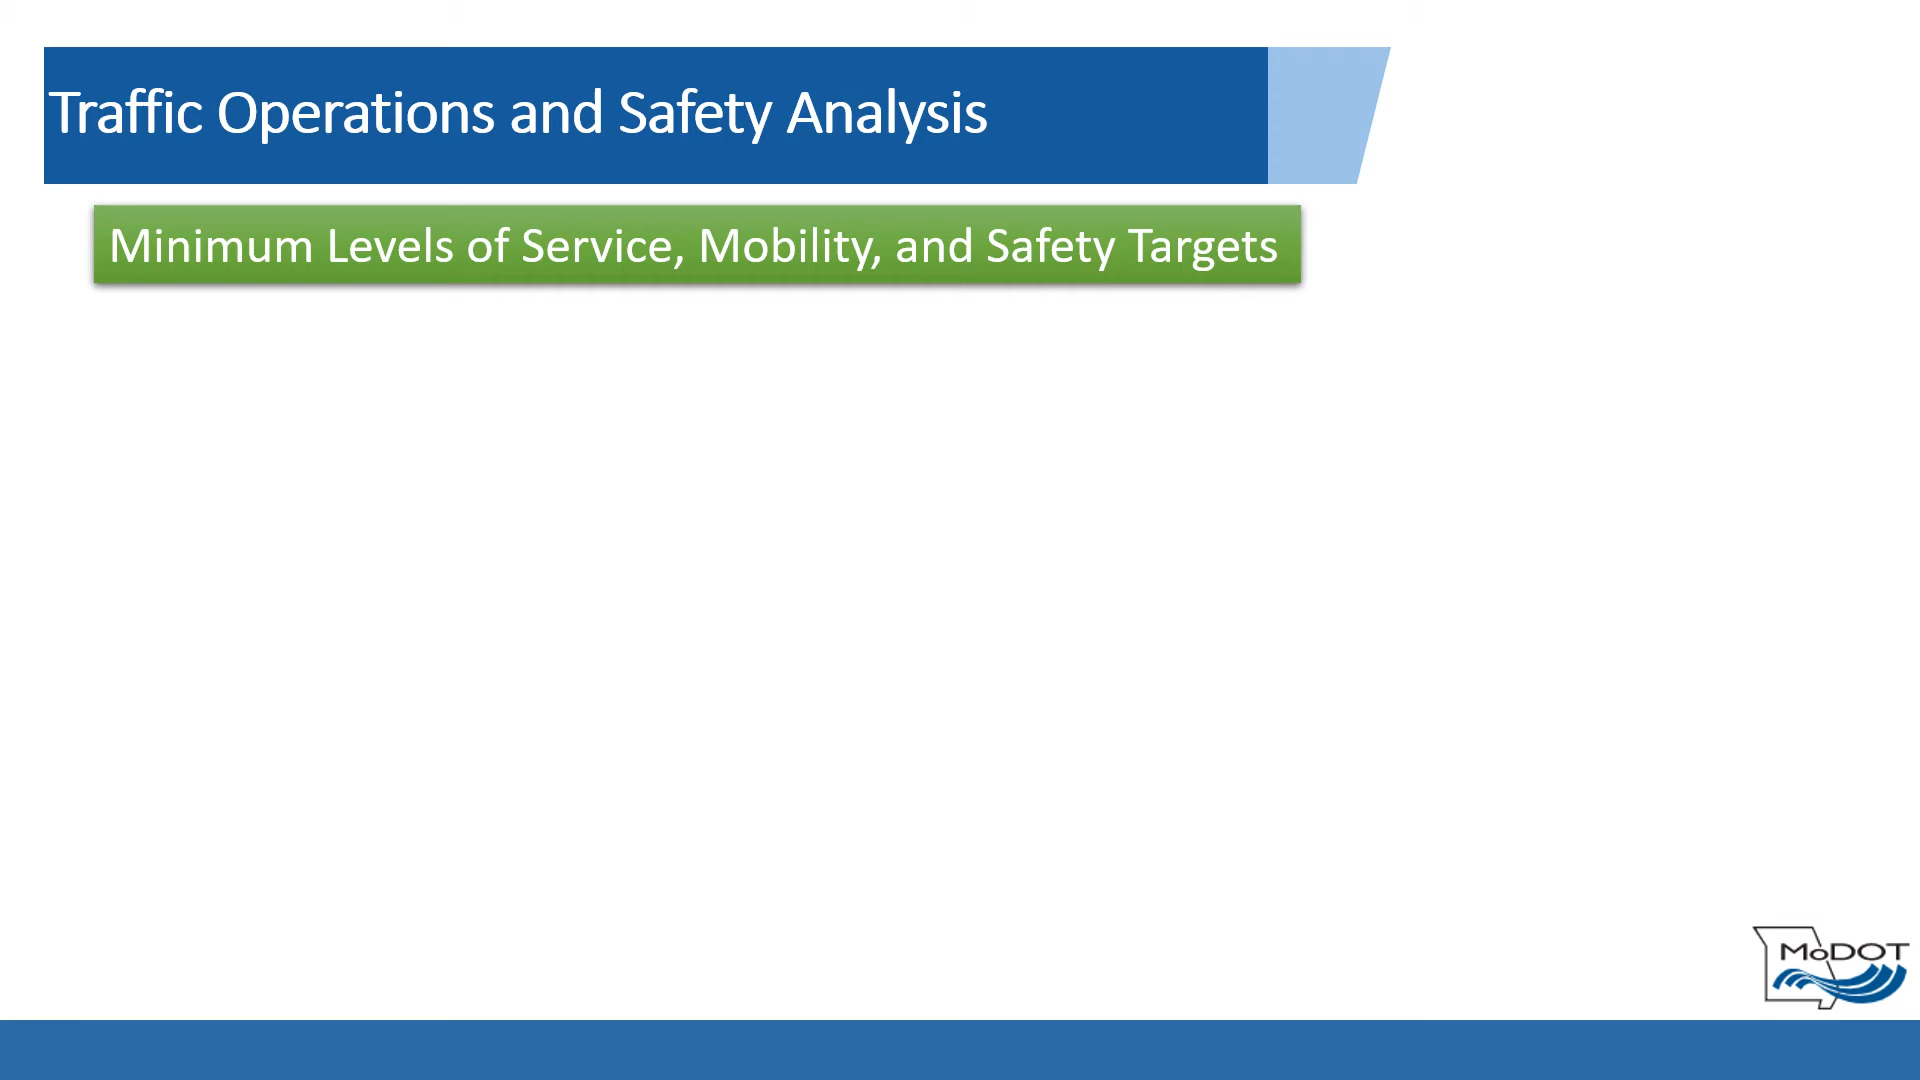 Traffic Operations and Safety Analysis
Minimum Levels of Service, Mobility, and Safety Targets
MoDOT